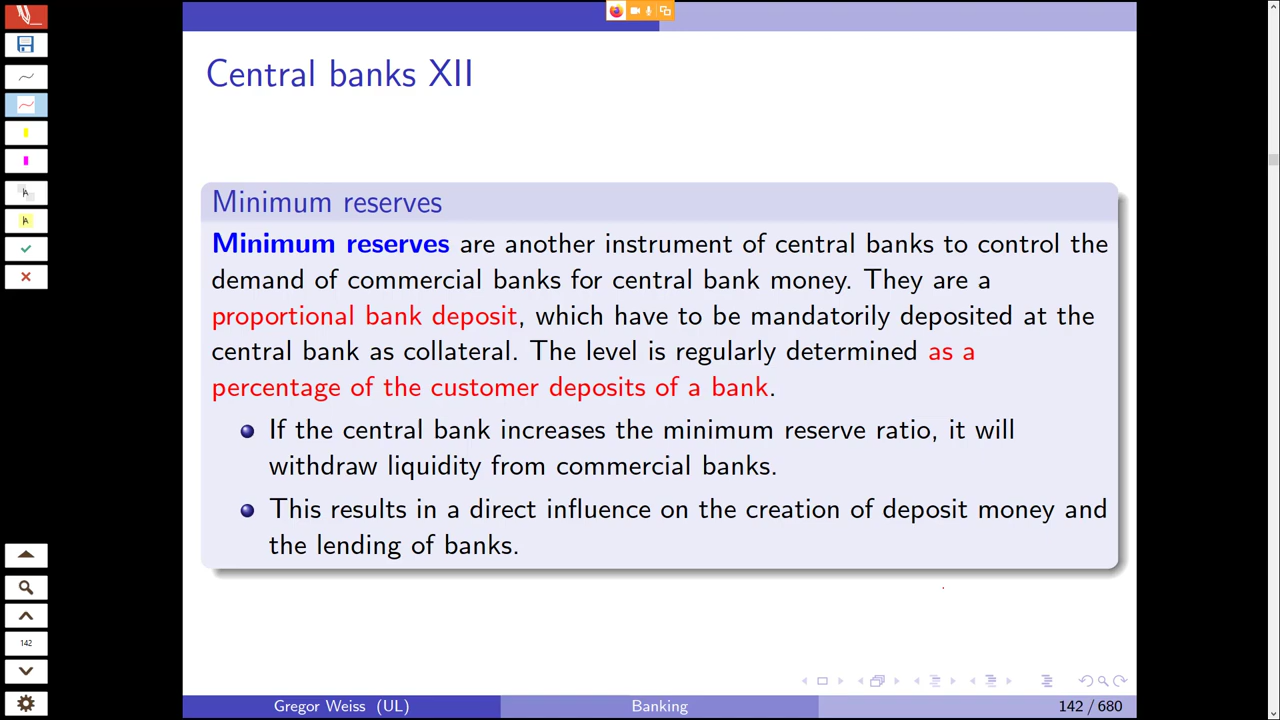 Central banks XII
Minimum reserves
Minimum reserves are another instrument of central banks to control the
demand of commercial banks for central bank money. They are a
proportional bank deposit, which have to be mandatorily deposited at the
central bank as collateral. The level is regularly determined as a
percentage of the customer deposits of a bank.
If the central bank increases the minimum reserve ratio, it will
withdraw liquidity from commercial banks.
This results in a direct influence on the creation of deposit money and
the lending of banks.
A
A
142
Gregor Weiss (UL) Banking 142 / 680